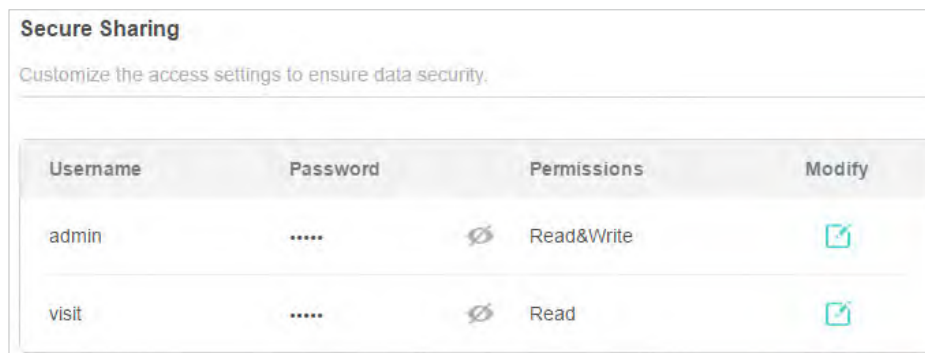 Secure Sharing
Customize the access settings to ensure data security.
Username Password Permissions Modify
admin ••••• Read&Write
visit ••••• Read